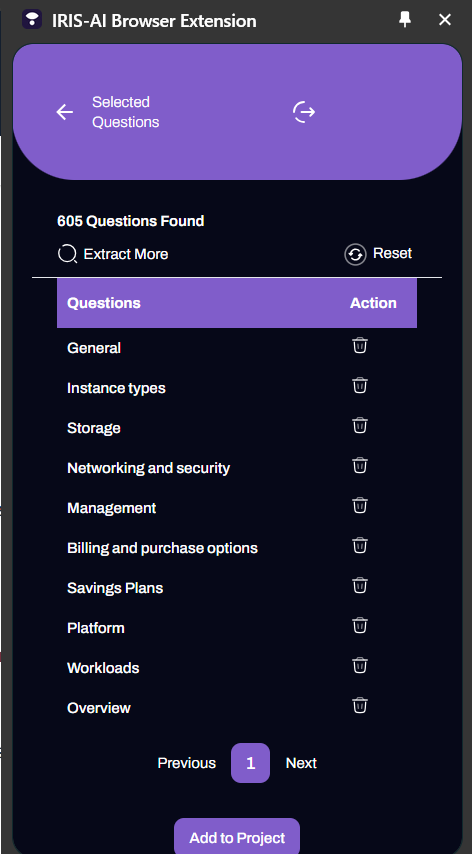 IRIS-AI Browser Extension
Selected
Questions
605 Questions Found
Extract More
Reset
Questions Action
General
Instance types
Storage
Networking and security
Management
Billing and purchase options
Savings Plans
Platform
Workloads
Overview
Previous 1 Next
Add to Project